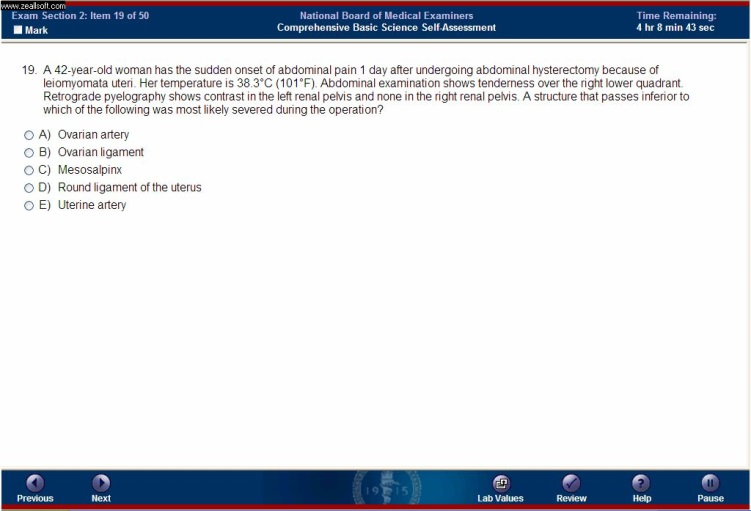 www.zeallsoft.com
Exam Section 2: Item 19 of 50
National Board of Medical Examiners
Time Remaining:
Mark
Comprehensive Basic Science Self-Assessment
4 hr 8 min 43 sec
19. A 42-year-old woman has the sudden onset of abdominal pain 1 day after undergoing abdominal hysterectomy because of
leiomyomata uteri. Her temperature is 38.3°C (101°F). Abdominal examination shows tenderness over the right lower quadrant.
Retrograde pyelography shows contrast in the left renal pelvis and none in the right renal pelvis. A structure that passes inferior to
which of the following was most likely severed during the operation?
A) Ovarian artery
B) Ovarian ligament
C) Mesosalpinx
D) Round ligament of the uterus
E) Uterine artery
1915
Previous
Next
Lab Values
Review
Help
Pause